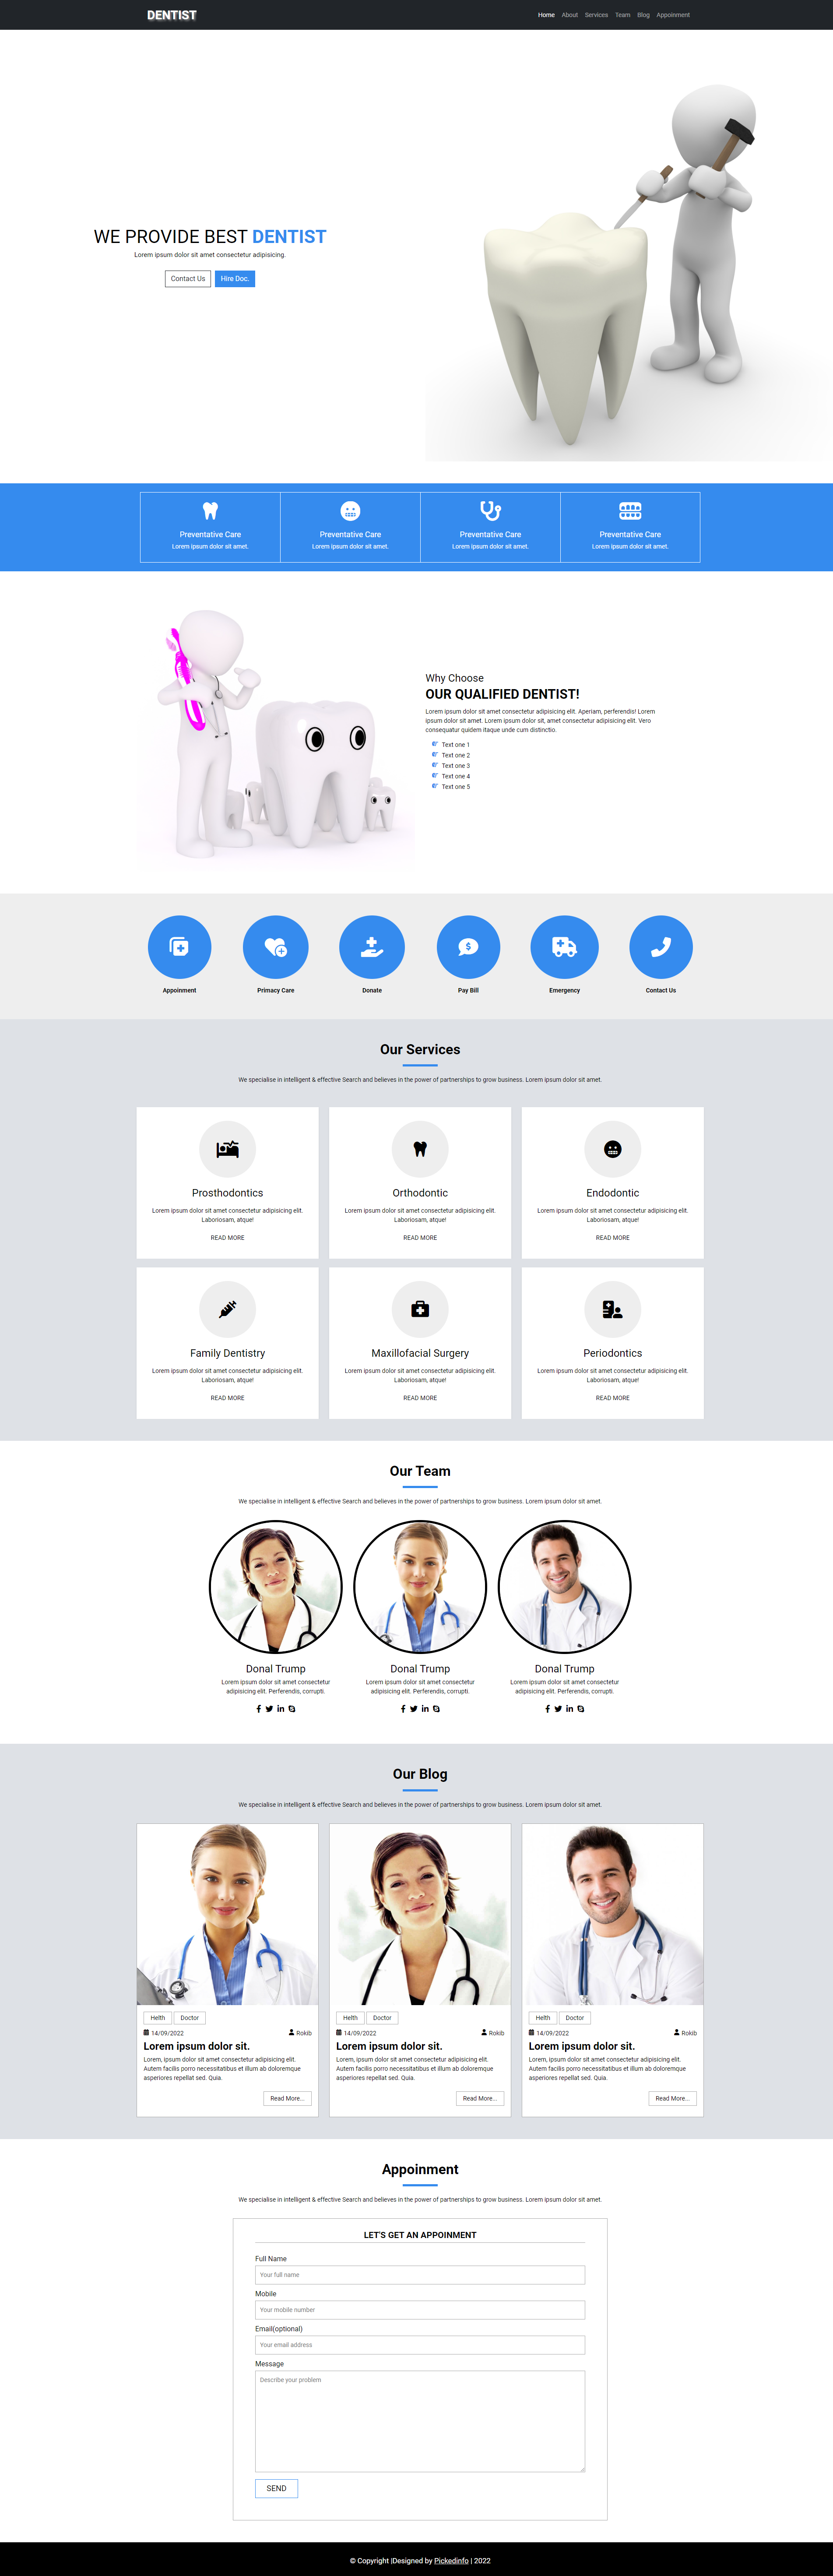 DENTIST
Home About Services Team Blog Appoinment
WE PROVIDE BEST DENTIST
Lorem ipsum dolor sit amet consectetur adipisicing.
Contact Us Hire Doc.
Preventative Care
Lorem ipsum dolor sit amet.
Preventative Care
Lorem ipsum dolor sit amet.
Preventative Care
Lorem ipsum dolor sit amet.
Preventative Care
Lorem ipsum dolor sit amet.
Why Choose
OUR QUALIFIED DENTIST!
Lorem ipsum dolor sit amet consectetur adipisicing elit. Aperiam, perferendis! Lorem
ipsum dolor sit amet. Lorem ipsum dolor sit, amet consectetur adipisicing elit. Vero
consequatur quidem itaque unde cum distinctio.
Text one 1
Text one 2
Text one 3
Text one 4
Text one 5
Appoinment
Primacy Care
Donate
Pay Bill
Emergency
Contact Us
Our Services
We specialise in intelligent & effective Search and believes in the power of partnerships to grow business. Lorem ipsum dolor sit amet.
Prosthodontics
Lorem ipsum dolor sit amet consectetur adipisicing elit.
Laboriosam, atque!
READ MORE
Orthodontic
Lorem ipsum dolor sit amet consectetur adipisicing elit.
Laboriosam, atque!
READ MORE
Endodontic
Lorem ipsum dolor sit amet consectetur adipisicing elit.
Laboriosam, atque!
READ MORE
Family Dentistry
Lorem ipsum dolor sit amet consectetur adipisicing elit.
Laboriosam, atque!
READ MORE
Maxillofacial Surgery
Lorem ipsum dolor sit amet consectetur adipisicing elit.
Laboriosam, atque!
READ MORE
Periodontics
Lorem ipsum dolor sit amet consectetur adipisicing elit.
Laboriosam, atque!
READ MORE
Our Team
We specialise in intelligent & effective Search and believes in the power of partnerships to grow business. Lorem ipsum dolor sit amet.
Donal Trump
Lorem ipsum dolor sit amet consectetur
adipisicing elit. Perferendis, corrupti.
Donal Trump
Lorem ipsum dolor sit amet consectetur
adipisicing elit. Perferendis, corrupti.
Donal Trump
Lorem ipsum dolor sit amet consectetur
adipisicing elit. Perferendis, corrupti.
Our Blog
We specialise in intelligent & effective Search and believes in the power of partnerships to grow business. Lorem ipsum dolor sit amet.
Helth Doctor
14/09/2022 Rokib
Lorem ipsum dolor sit.
Lorem, ipsum dolor sit amet consectetur adipisicing elit.
Autem facilis porro necessitatibus et illum ab doloremque
asperiores repellat sed. Quia.
Read More...
Helth Doctor
14/09/2022 Rokib
Lorem ipsum dolor sit.
Lorem, ipsum dolor sit amet consectetur adipisicing elit.
Autem facilis porro necessitatibus et illum ab doloremque
asperiores repellat sed. Quia.
Read More...
Helth Doctor
14/09/2022 Rokib
Lorem ipsum dolor sit.
Lorem, ipsum dolor sit amet consectetur adipisicing elit.
Autem facilis porro necessitatibus et illum ab doloremque
asperiores repellat sed. Quia.
Read More...
Appoinment
We specialise in intelligent & effective Search and believes in the power of partnerships to grow business. Lorem ipsum dolor sit amet.
LET'S GET AN APPOINMENT
Full Name
Your full name
Mobile
Your mobile number
Email(optional)
Your email address
Message
Describe your problem
SEND
© Copyright |Designed by Pickedinfo | 2022